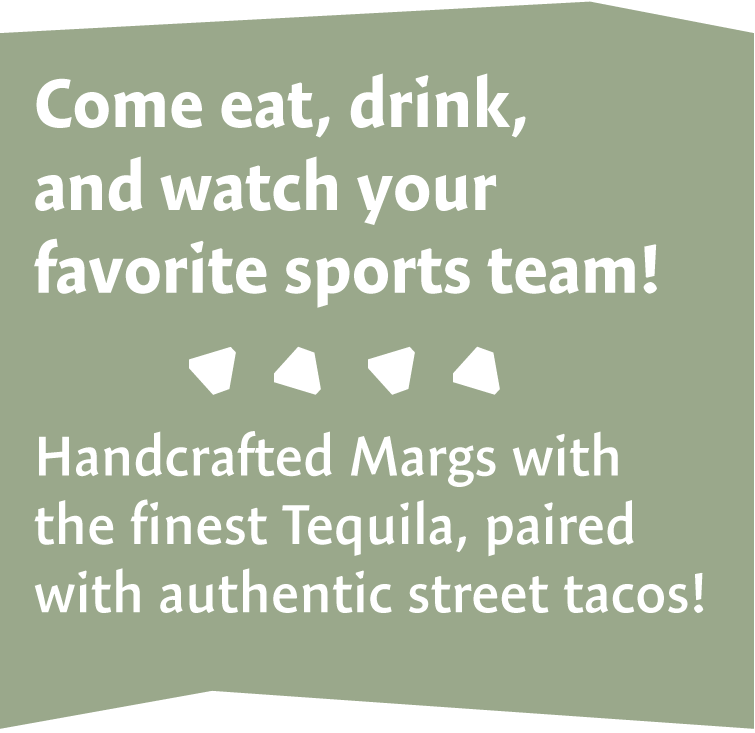 Come eat, drink,
and watch your
favorite sports team!
Handcrafted Margs with
the finest Tequila, paired
with authentic street tacos!